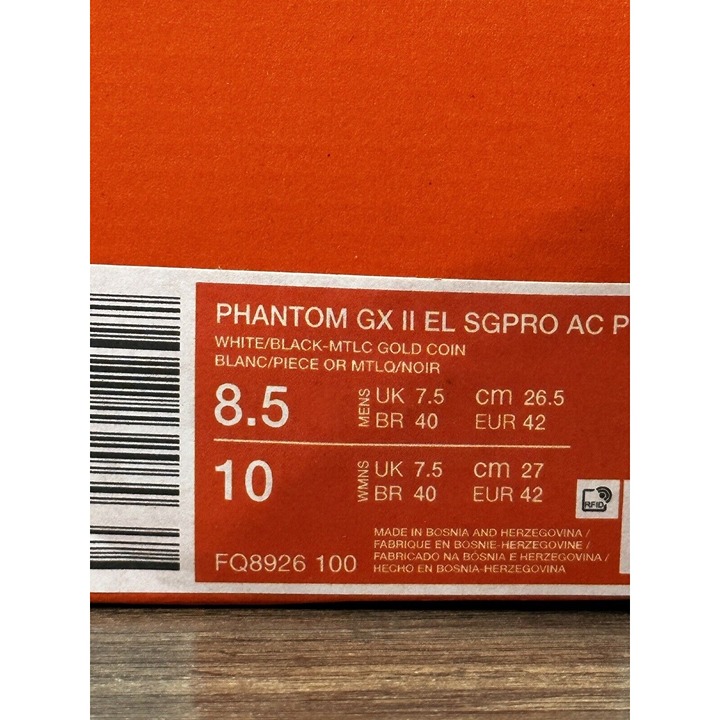 PHANTOM GX II EL SGPRO AC P
WHITE/BLACK-MTLC GOLD COIN
BLANC/PIECE OR MTLQ/NOIR
8.5 MENS UK 7.5 cm 26.5
BR 40 EUR 42
10 WMNS UK 7.5 cm 27
BR 40 EUR 42
RFID
MADE IN BOSNIA AND HERZEGOVINA /
FABRIQUE EN BOSNIE-HERZEGOVINE /
FABRICADO NA BÓSNIA E HERZEGOVINA /
HECHO EN BOSNIA-HERZEGOVINA
FQ8926 100